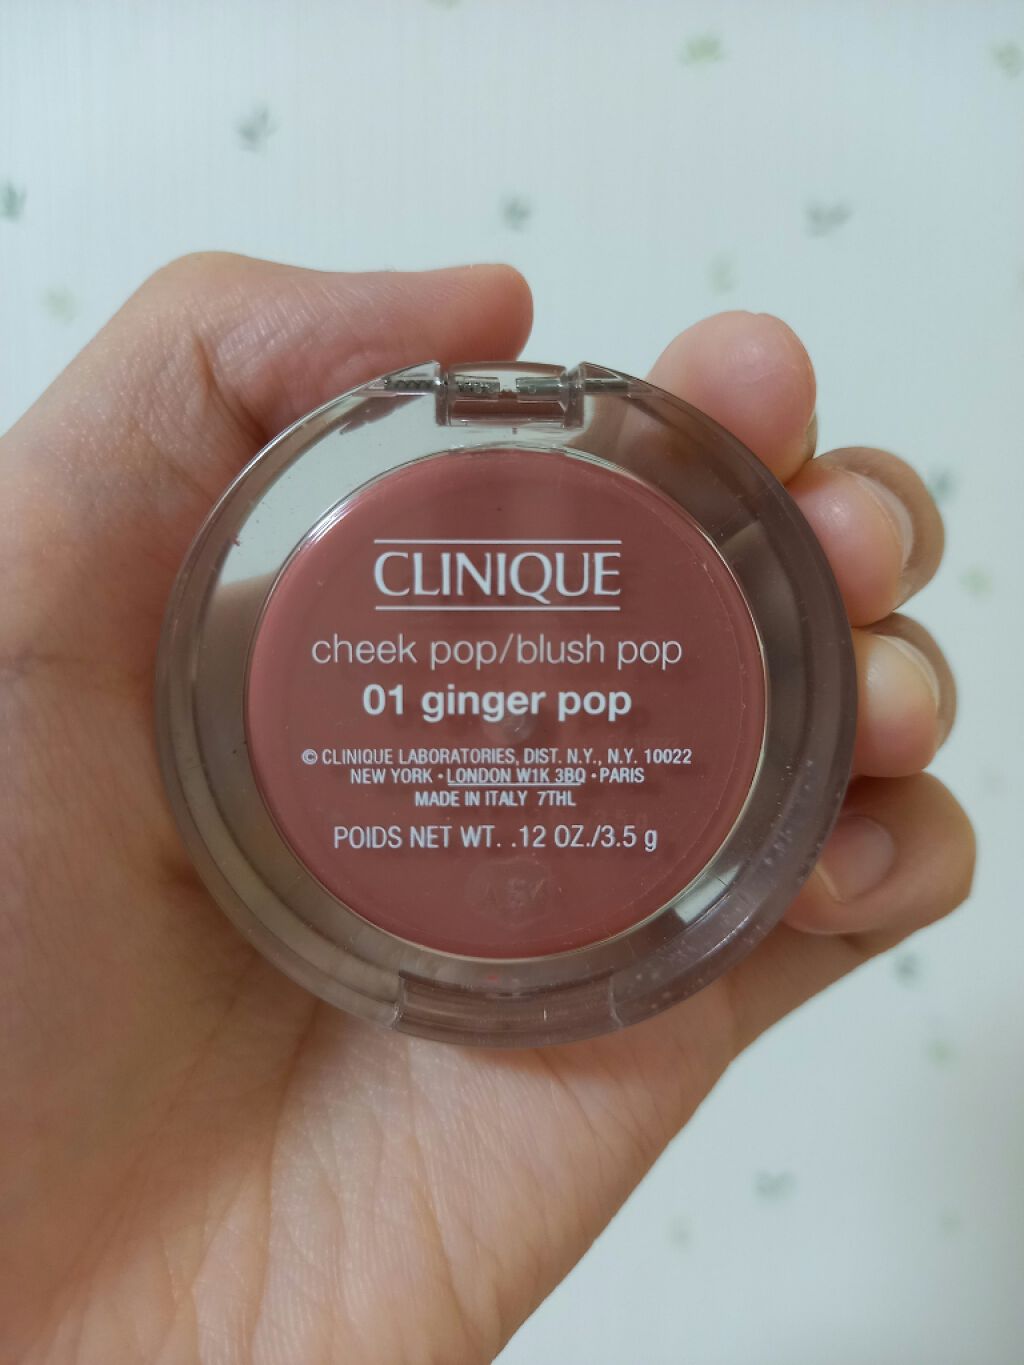 CLINIQUE
cheek pop/blush pop
01 ginger pop
© CLINIQUE LABORATORIES, DIST. N.Y., N.Y. 10022
NEW YORK • LONDON W1K 3BQ • PARIS
MADE IN ITALY 7THL
POIDS NET WT. .12 OZ./3.5 g